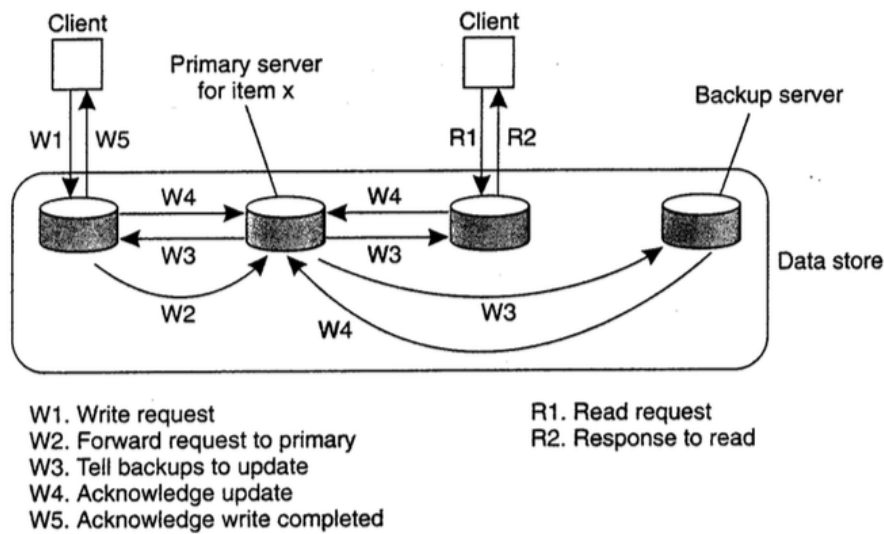 Client
Client
Primary server
for item x
Backup server
W1
W5
R1
R2
W4
W4
W3
W3
Data store
W2
W4
W3
W1. Write request
W2. Forward request to primary
W3. Tell backups to update
W4. Acknowledge update
W5. Acknowledge write completed
R1. Read request
R2. Response to read